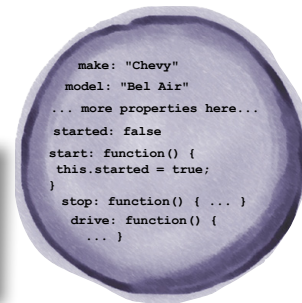 make: "Chevy"
model: "Bel Air"
... more properties here...
started: false
start: function() {
this.started = true;
}
stop: function() { ... }
drive: function() {
... }